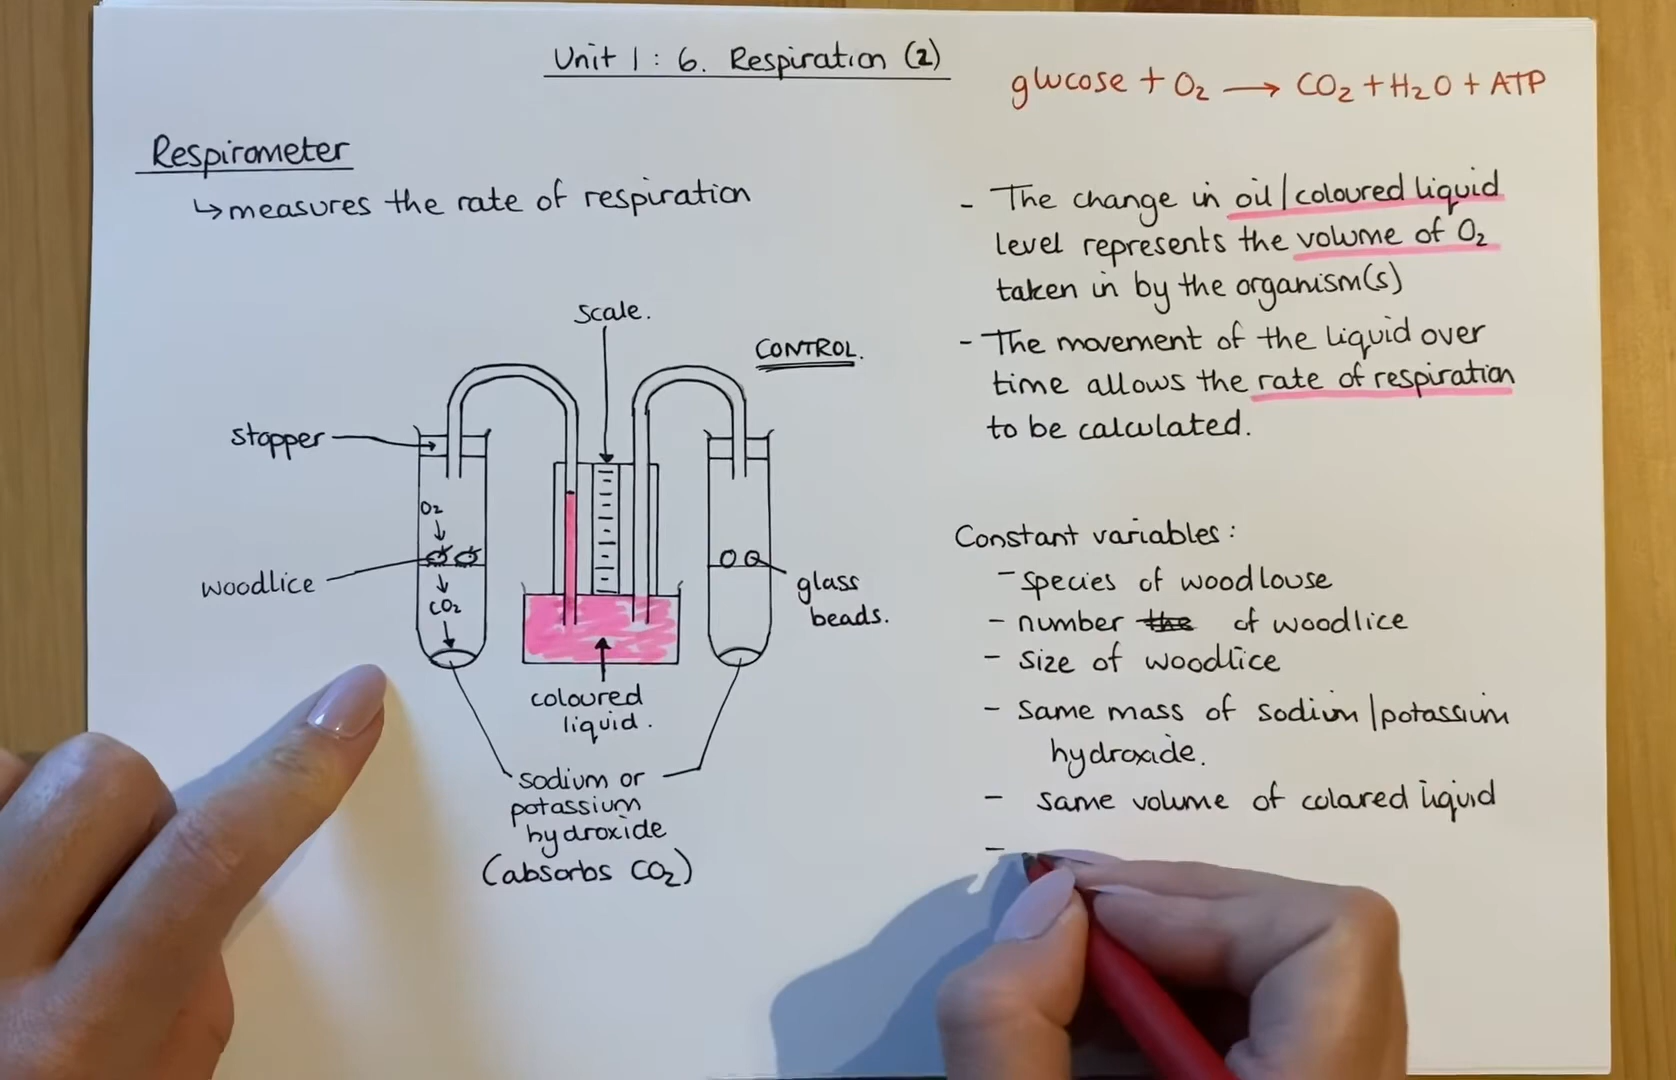 Unit 1 : 6. Respiration (2)
glucose + O₂ → CO₂ + H₂O + ATP
Respirometer
↳ measures the rate of respiration
- The change in oil/coloured liquid
level represents the volume of O₂
taken in by the organism(s)
- The movement of the liquid over
time allows the rate of respiration
to be calculated.
Scale.
CONTROL.
stopper
O₂
woodlice
CO₂
glass
beads.
coloured
liquid.
sodium or
potassium
hydroxide
(absorbs CO₂)
Constant variables :
- species of woodlouse
- number the of woodlice
- size of woodlice
- same mass of sodium/potassium
hydroxide.
- same volume of colared liquid
-